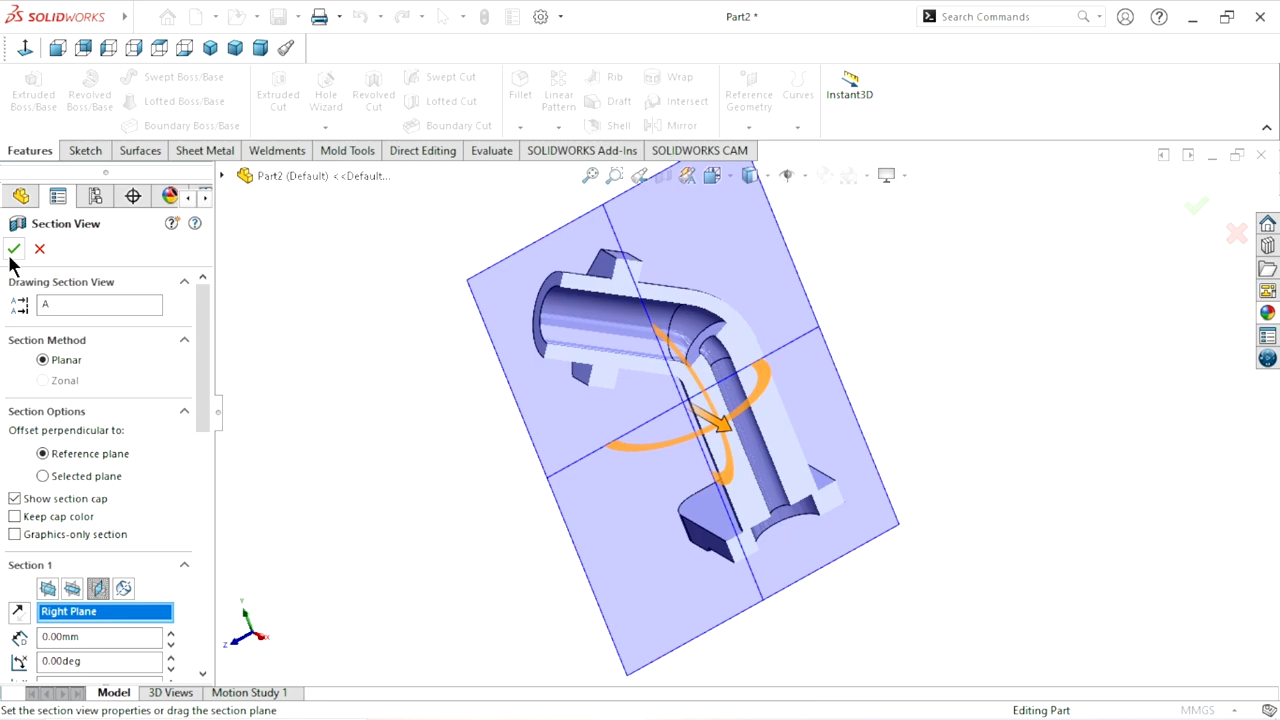 SOLIDWORKS
Part2 *
Search Commands
Extruded Boss/Base
Revolved Boss/Base
Swept Boss/Base
Lofted Boss/Base
Boundary Boss/Base
Extruded Cut
Hole Wizard
Revolved Cut
Swept Cut
Lofted Cut
Boundary Cut
Fillet
Linear Pattern
Rib
Draft
Shell
Wrap
Intersect
Mirror
Reference Geometry
Curves
Instant3D
Features
Sketch
Surfaces
Sheet Metal
Weldments
Mold Tools
Direct Editing
Evaluate
SOLIDWORKS Add-Ins
SOLIDWORKS CAM
Part2 (Default) <<Default...
Section View
Drawing Section View
A
Section Method
Planar
Zonal
Section Options
Offset perpendicular to:
Reference plane
Selected plane
Show section cap
Keep cap color
Graphics-only section
Section 1
Right Plane
0.00mm
0.00deg
Y
Z
X
Model
3D Views
Motion Study 1
Set the section view properties or drag the section plane
Editing Part
MMGS